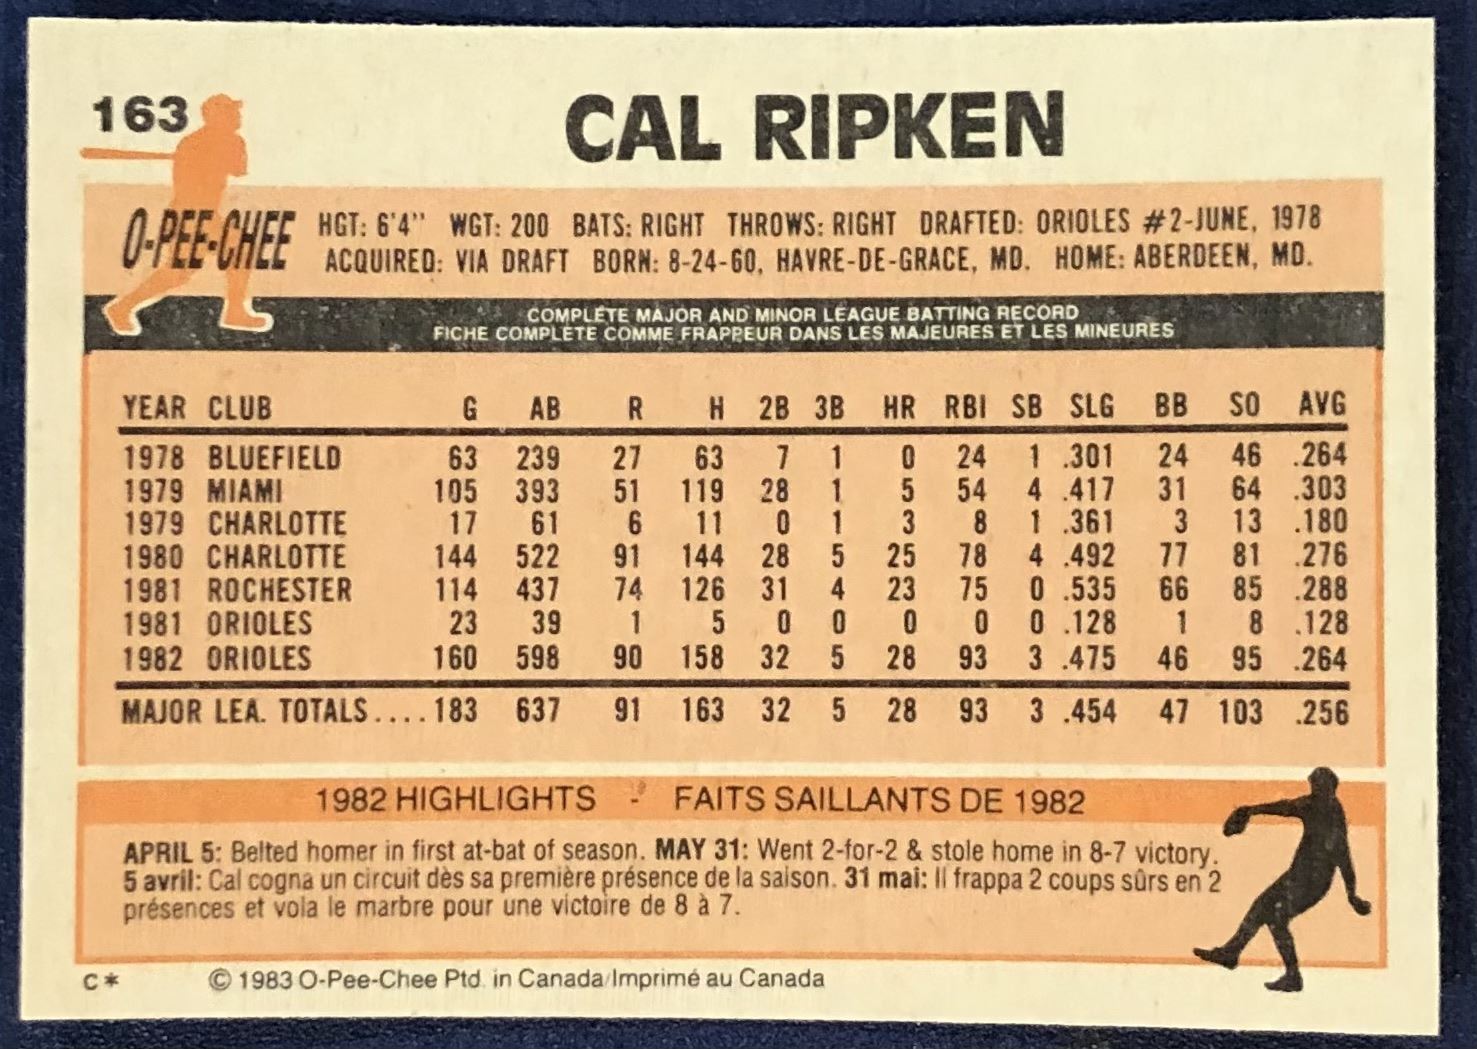 163
CAL RIPKEN
O-PEE-CHEE
HGT: 6'4'' WGT: 200 BATS: RIGHT THROWS: RIGHT DRAFTED: ORIOLES #2-JUNE, 1978
ACQUIRED: VIA DRAFT BORN: 8-24-60, HAVRE-DE-GRACE, MD. HOME: ABERDEEN, MD.
COMPLETE MAJOR AND MINOR LEAGUE BATTING RECORD
FICHE COMPLETE COMME FRAPPEUR DANS LES MAJEURES ET LES MINEURES
YEAR CLUB G AB R H 2B 3B HR RBI SB SLG BB SO AVG
1978 BLUEFIELD 63 239 27 63 7 1 0 24 1 .301 24 46 .264
1979 MIAMI 105 393 51 119 28 1 5 54 4 .417 31 64 .303
1979 CHARLOTTE 17 61 6 11 0 1 3 8 1 .361 3 13 .180
1980 CHARLOTTE 144 522 91 144 28 5 25 78 4 .492 77 81 .276
1981 ROCHESTER 114 437 74 126 31 4 23 75 0 .535 66 85 .288
1981 ORIOLES 23 39 1 5 0 0 0 0 0 .128 1 8 .128
1982 ORIOLES 160 598 90 158 32 5 28 93 3 .475 46 95 .264
MAJOR LEA. TOTALS....183 637 91 163 32 5 28 93 3 .454 47 103 .256
1982 HIGHLIGHTS - FAITS SAILLANTS DE 1982
APRIL 5: Belted homer in first at-bat of season. MAY 31: Went 2-for-2 & stole home in 8-7 victory.
5 avril: Cal cogna un circuit dès sa première présence de la saison. 31 mai: Il frappa 2 coups sûrs en 2
présences et vola le marbre pour une victoire de 8 à 7.
C* © 1983 O-Pee-Chee Ptd. in Canada/Imprimé au Canada